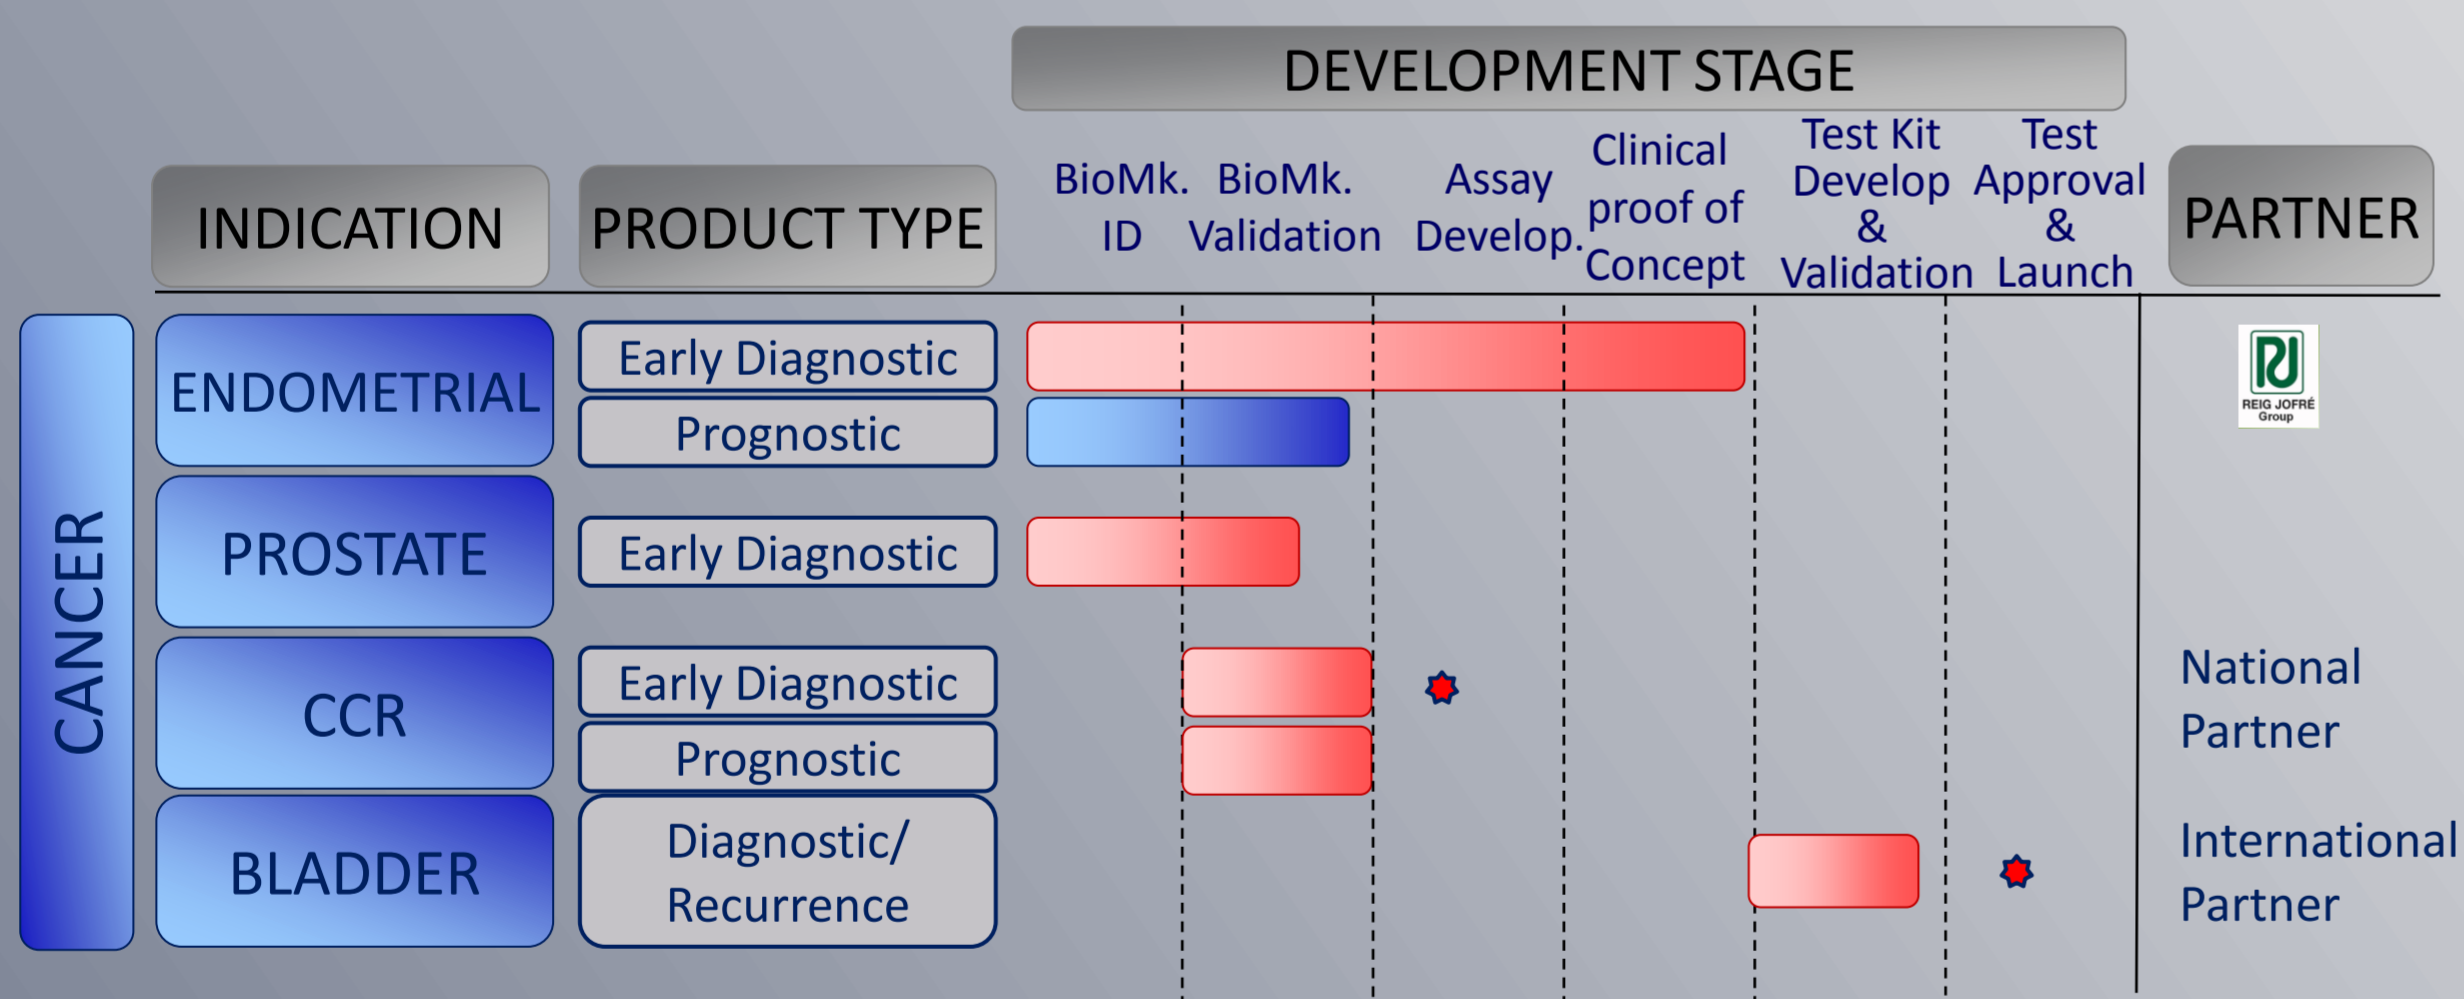 DEVELOPMENT STAGE
INDICATION
PRODUCT TYPE
BioMk.
ID
BioMk.
Validation
Assay
Develop.
Clinical
proof of
Concept
Test Kit
Develop
&
Validation
Test
Approval
&
Launch
PARTNER
CANCER
ENDOMETRIAL
Early Diagnostic
Prognostic
REIG JOFRÉ
Group
PROSTATE
Early Diagnostic
CCR
Early Diagnostic
Prognostic
National
Partner
BLADDER
Diagnostic/
Recurrence
International
Partner